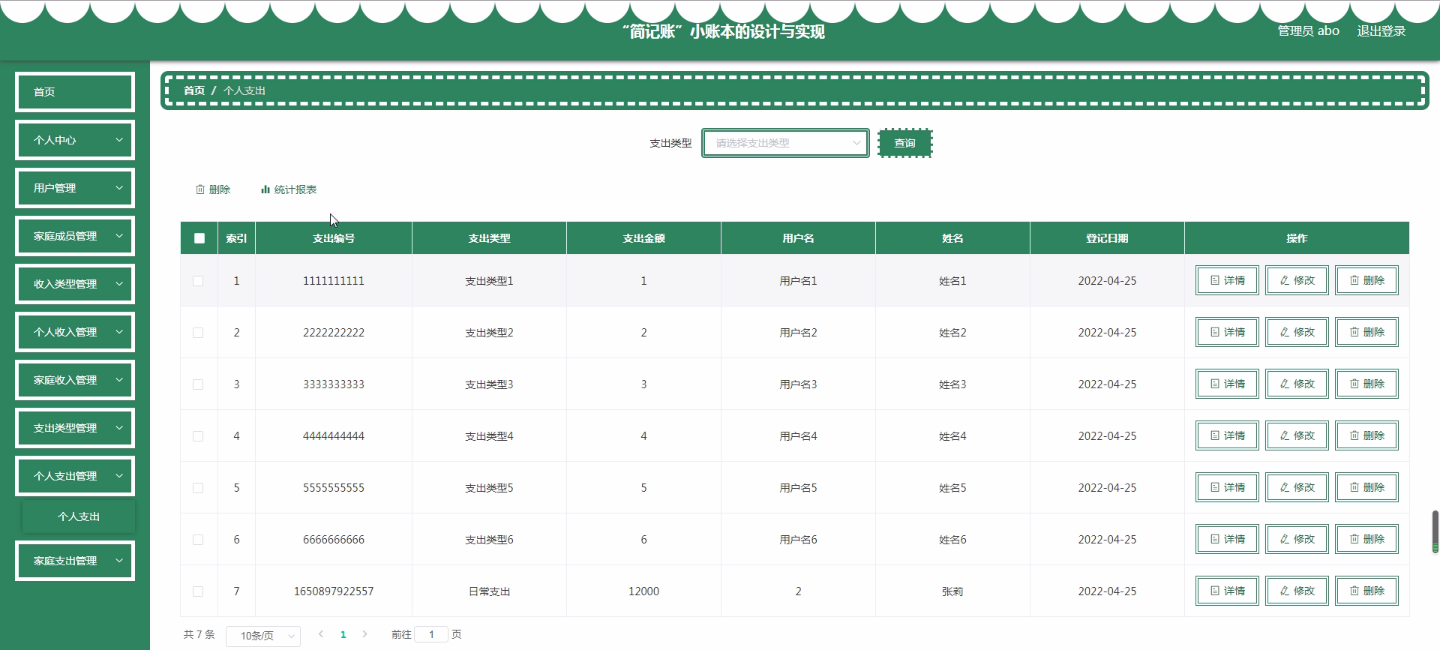 “简记账”小账本的设计与实现
管理员 abo 退出登录
首页
个人中心
用户管理
家庭成员管理
收入类型管理
个人收入管理
家庭收入管理
支出类型管理
个人支出管理
个人支出
家庭支出管理
首页 / 个人支出
支出类型 请选择支出类型 查询
删除 统计报表
索引 支出编号 支出类型 支出金额 用户名 姓名 登记日期 操作
1 1111111111 支出类型1 1 用户名1 姓名1 2022-04-25 详情 修改 删除
2 2222222222 支出类型2 2 用户名2 姓名2 2022-04-25 详情 修改 删除
3 3333333333 支出类型3 3 用户名3 姓名3 2022-04-25 详情 修改 删除
4 4444444444 支出类型4 4 用户名4 姓名4 2022-04-25 详情 修改 删除
5 5555555555 支出类型5 5 用户名5 姓名5 2022-04-25 详情 修改 删除
6 6666666666 支出类型6 6 用户名6 姓名6 2022-04-25 详情 修改 删除
7 1650897922557 日常支出 12000 2 张莉 2022-04-25 详情 修改 删除
共 7 条 10条/页 1 前往 1 页